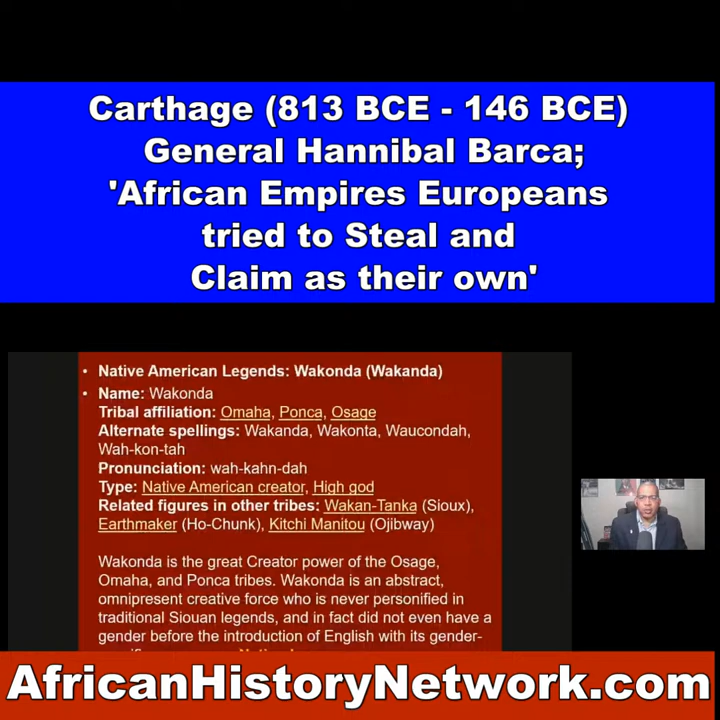 Carthage (813 BCE - 146 BCE)
General Hannibal Barca;
'African Empires Europeans
tried to Steal and
Claim as their own'
• Native American Legends: Wakonda (Wakanda)
• Name: Wakonda
Tribal affiliation: Omaha, Ponca, Osage
Alternate spellings: Wakanda, Wakonta, Waucondah,
Wah-kon-tah
Pronunciation: wah-kahn-dah
Type: Native American creator, High god
Related figures in other tribes: Wakan-Tanka (Sioux),
Earthmaker (Ho-Chunk), Kitchi Manitou (Ojibway)
Wakonda is the great Creator power of the Osage,
Omaha, and Ponca tribes. Wakonda is an abstract,
omnipresent creative force who is never personified in
traditional Siouan legends, and in fact did not even have a
gender before the introduction of English with its gender-
AfricanHistoryNetwork.com